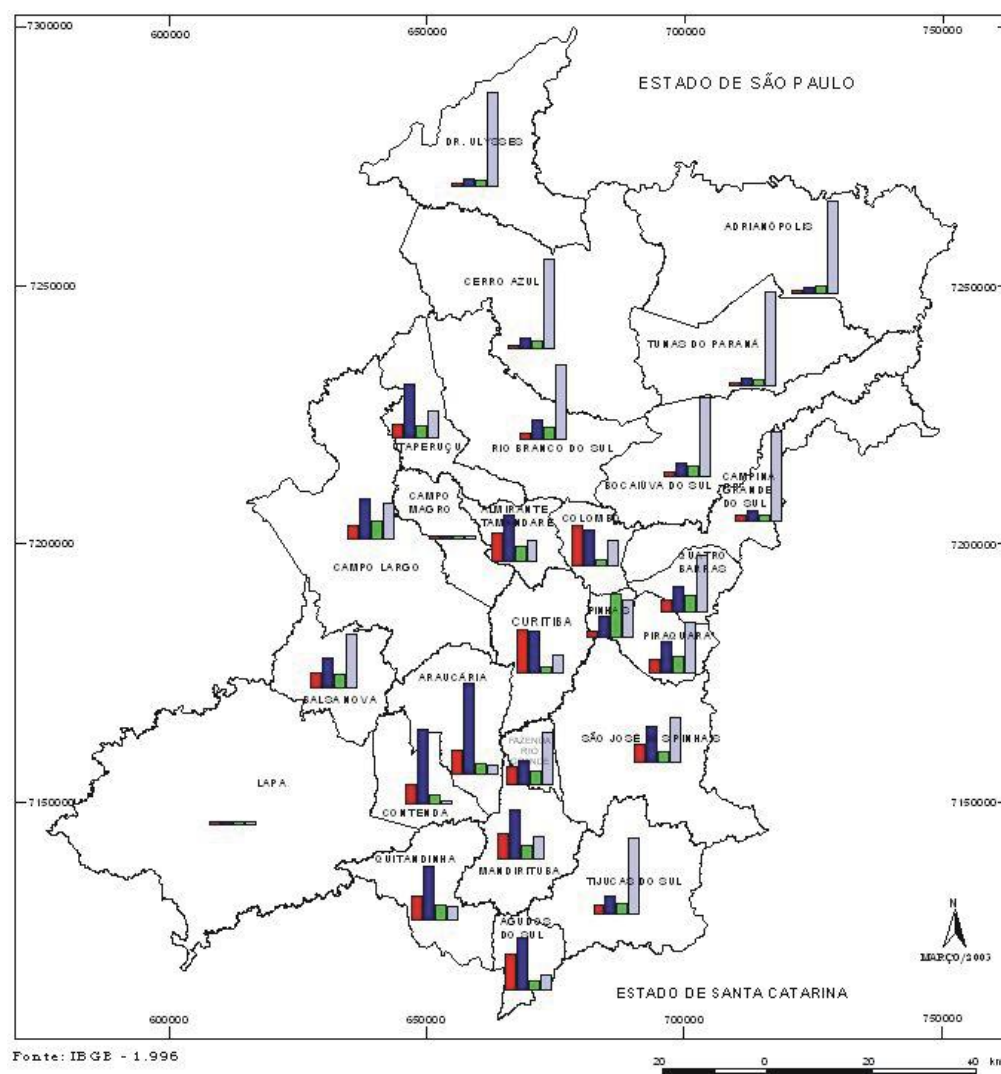 600000 650000 700000 750000
7300000
ESTADO DE SÃO PAULO
DR. ULYSSES
ADRIANÓPOLIS
CERRO AZUL
7250000 7250000
TUNAS DO PARANÁ
ITAPERUÇU
RIO BRANCO DO SUL
BOCAIUVA DO SUL
CAMPINA
GRANDE
DO SUL
CAMPO
MAGRO
ALMIRANTE
TAMANDARÉ
COLOMBO
7200000 7200000
QUATRO
BARRAS
CAMPO LARGO
PINHAIS
CURITIBA
PIRAQUARA
ARAUCÁRIA
BALSA NOVA
FAZENDA
RIO
GRANDE
SÃO JOSÉ PINHAIS
LAPA
7150000 7150000
CONTENDA
QUITANDINHA
MANDIRITUBA
TIJUCAS DO SUL
AGUDOS
DO SUL
N
MARÇO/2003
ESTADO DE SANTA CATARINA
600000 650000 700000 750000
Fonte: IBGE - 1.996
20 0 20 40 km